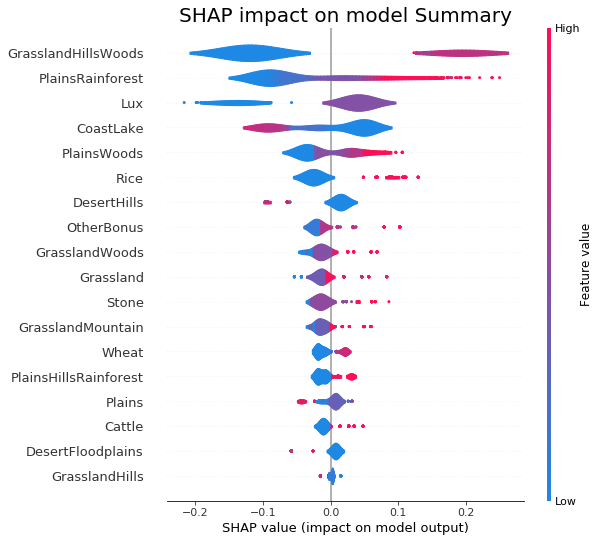 SHAP impact on model Summary
High
GrasslandHillsWoods
PlainsRainforest
Lux
CoastLake
PlainsWoods
Rice
DesertHills
OtherBonus
GrasslandWoods
Grassland
Stone
GrasslandMountain
Wheat
PlainsHillsRainforest
Plains
Cattle
DesertFloodplains
GrasslandHills
Feature value
Low
−0.2 −0.1 0.0 0.1 0.2
SHAP value (impact on model output)